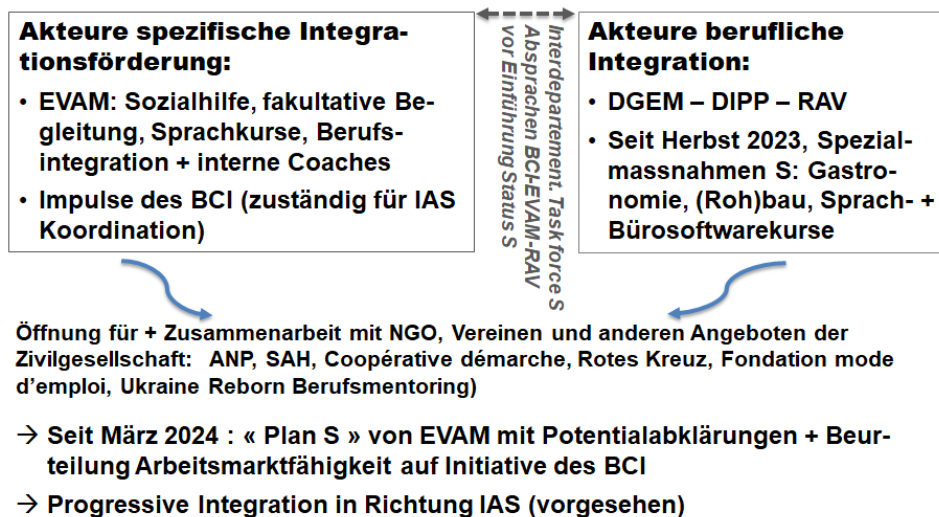 Akteure spezifische Integra-
tionsförderung:
• EVAM: Sozialhilfe, fakultative Be-
gleitung, Sprachkurse, Berufs-
integration + interne Coaches
• Impulse des BCI (zuständig für IAS
Koordination)
Interdepartement. Task force S
Absprachen BCI-EVAM-RAV
vor Einführung Status S
Akteure berufliche
Integration:
• DGEM – DIPP – RAV
• Seit Herbst 2023, Spezial-
massnahmen S: Gastro-
nomie, (Roh)bau, Sprach- +
Bürosoftwarekurse
Öffnung für + Zusammenarbeit mit NGO, Vereinen und anderen Angeboten der
Zivilgesellschaft: ANP, SAH, Coopérative démarche, Rotes Kreuz, Fondation mode
d’emploi, Ukraine Reborn Berufsmentoring)
→ Seit März 2024 : « Plan S » von EVAM mit Potentialabklärungen + Beur-
teilung Arbeitsmarktfähigkeit auf Initiative des BCI
→ Progressive Integration in Richtung IAS (vorgesehen)